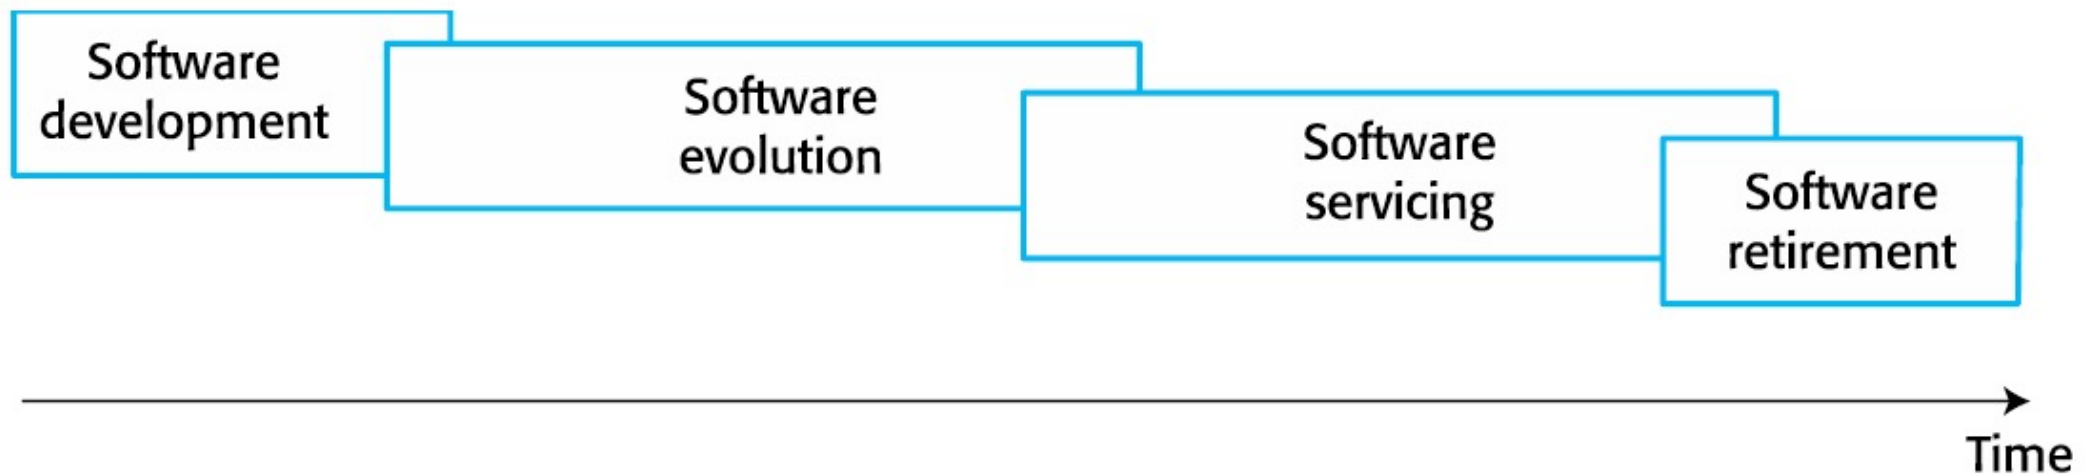 Software
development
Software
evolution
Software
servicing
Software
retirement
Time